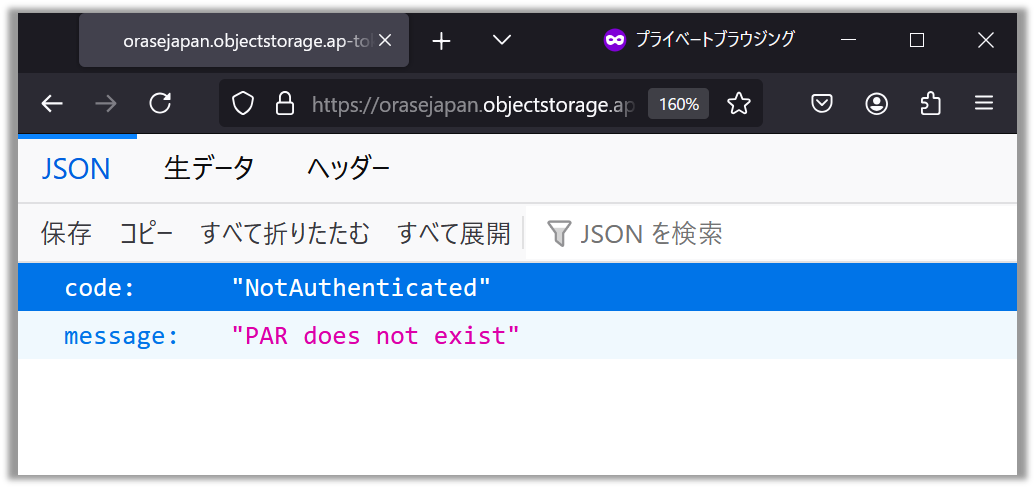 orasejapan.objectstorage.ap-to プライベートブラウジング
https://orasejapan.objectstorage.ap 160%
JSON 生データ ヘッダー
保存 コピー すべて折りたたむ すべて展開 JSON を検索
code: "NotAuthenticated"
message: "PAR does not exist"